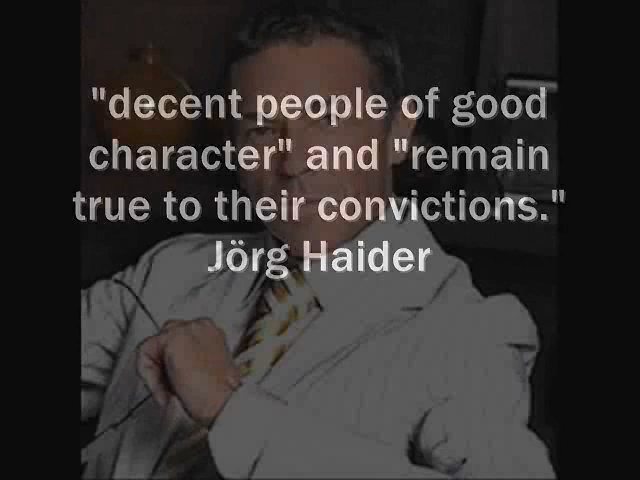 "decent people of good
character" and "remain
true to their convictions."
Jörg Haider